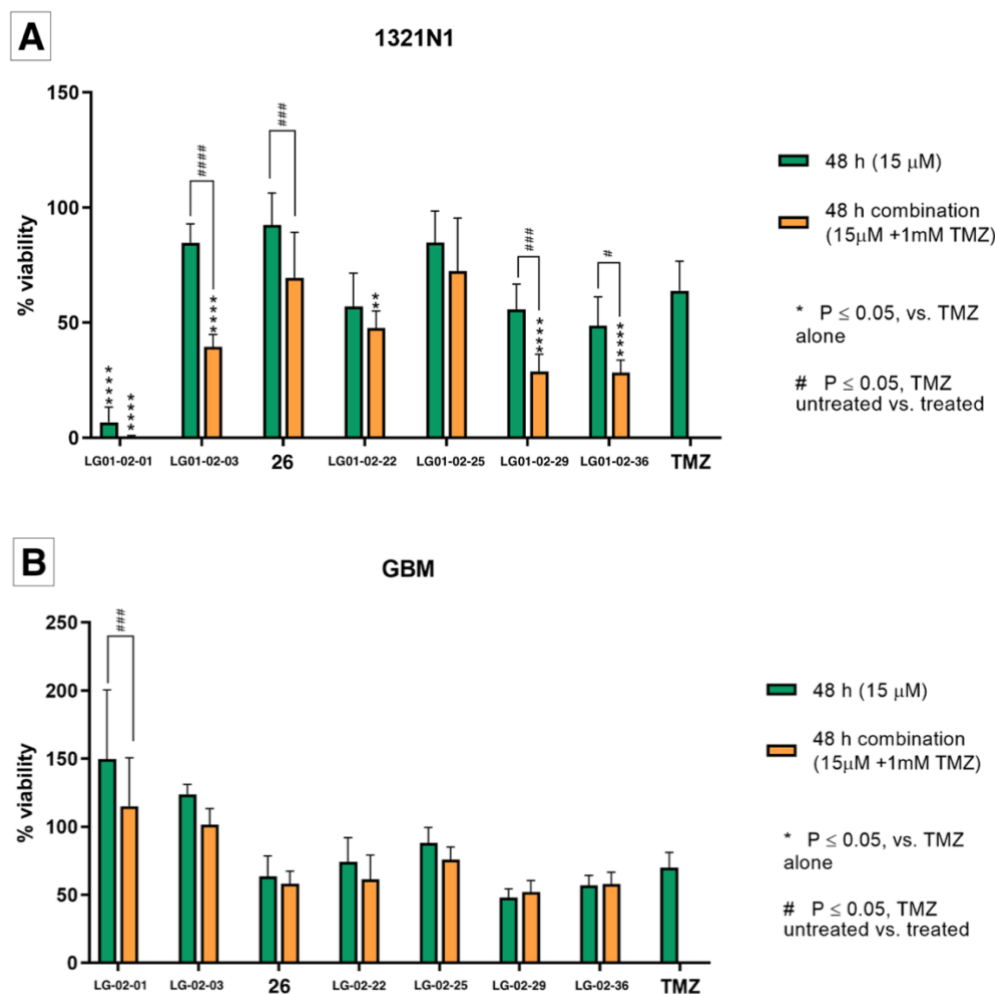 A
1321N1
150
100
50
0
% viability
####
###
###
#
****
****
****
**
****
****
LG01-02-01 LG01-02-03 26 LG01-02-22 LG01-02-25 LG01-02-29 LG01-02-36 TMZ
48 h (15 μM)
48 h combination
(15μM +1mM TMZ)
* P ≤ 0.05, vs. TMZ
alone
# P ≤ 0.05, TMZ
untreated vs. treated
B
GBM
250
200
150
100
50
0
% viability
###
LG-02-01 LG-02-03 26 LG-02-22 LG-02-25 LG-02-29 LG-02-36 TMZ
48 h (15 μM)
48 h combination
(15μM +1mM TMZ)
* P ≤ 0.05, vs. TMZ
alone
# P ≤ 0.05, TMZ
untreated vs. treated